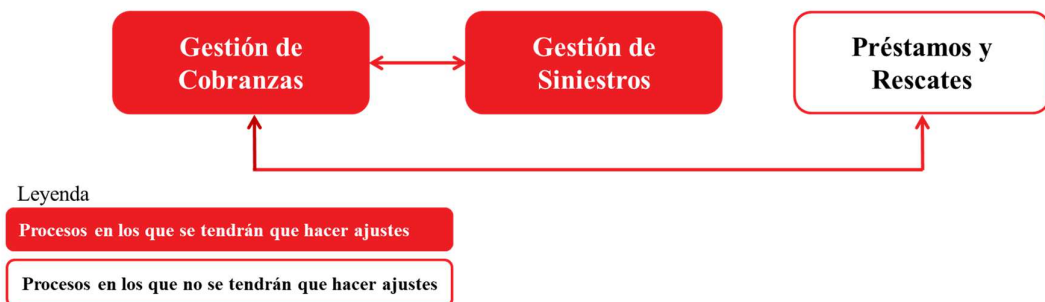 Gestión de
Cobranzas
Gestión de
Siniestros
Préstamos y
Rescates
Leyenda
Procesos en los que se tendrán que hacer ajustes
Procesos en los que no se tendrán que hacer ajustes